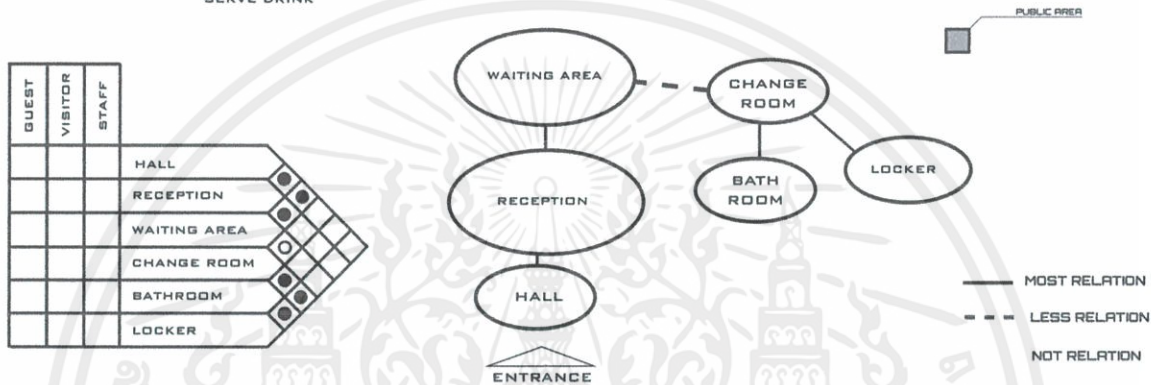 SERVE DRINK
PUBLIC AREA
GUEST
VISITOR
STAFF
HALL
RECEPTION
WAITING AREA
CHANGE ROOM
BATHROOM
LOCKER
WAITING AREA
CHANGE
ROOM
BATH
ROOM
LOCKER
RECEPTION
HALL
ENTRANCE
MOST RELATION
LESS RELATION
NOT RELATION